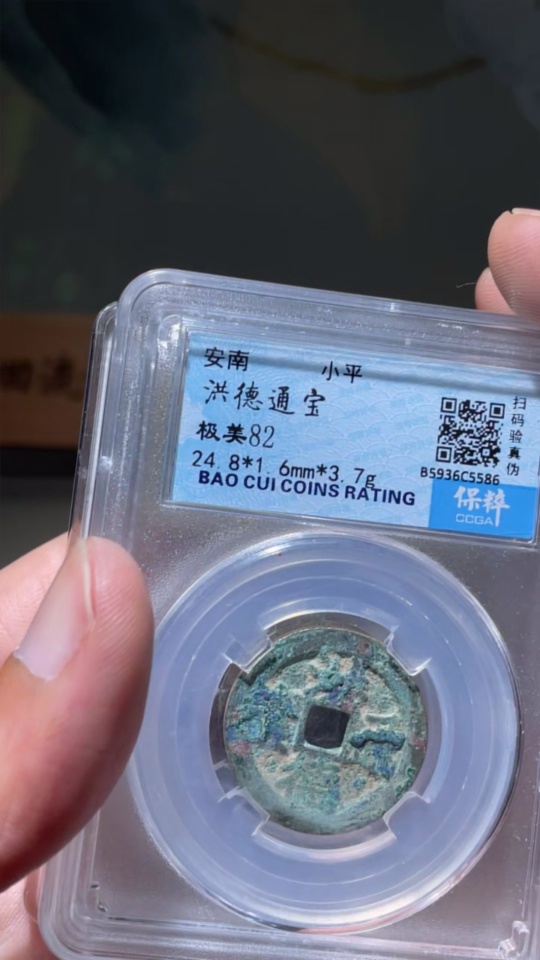 安南 小平
洪德通宝
极美82
24.8*1.6mm*3.7g
BAO CUI COINS RATING
扫码验真伪
B5936C5586
保粹
CCGA